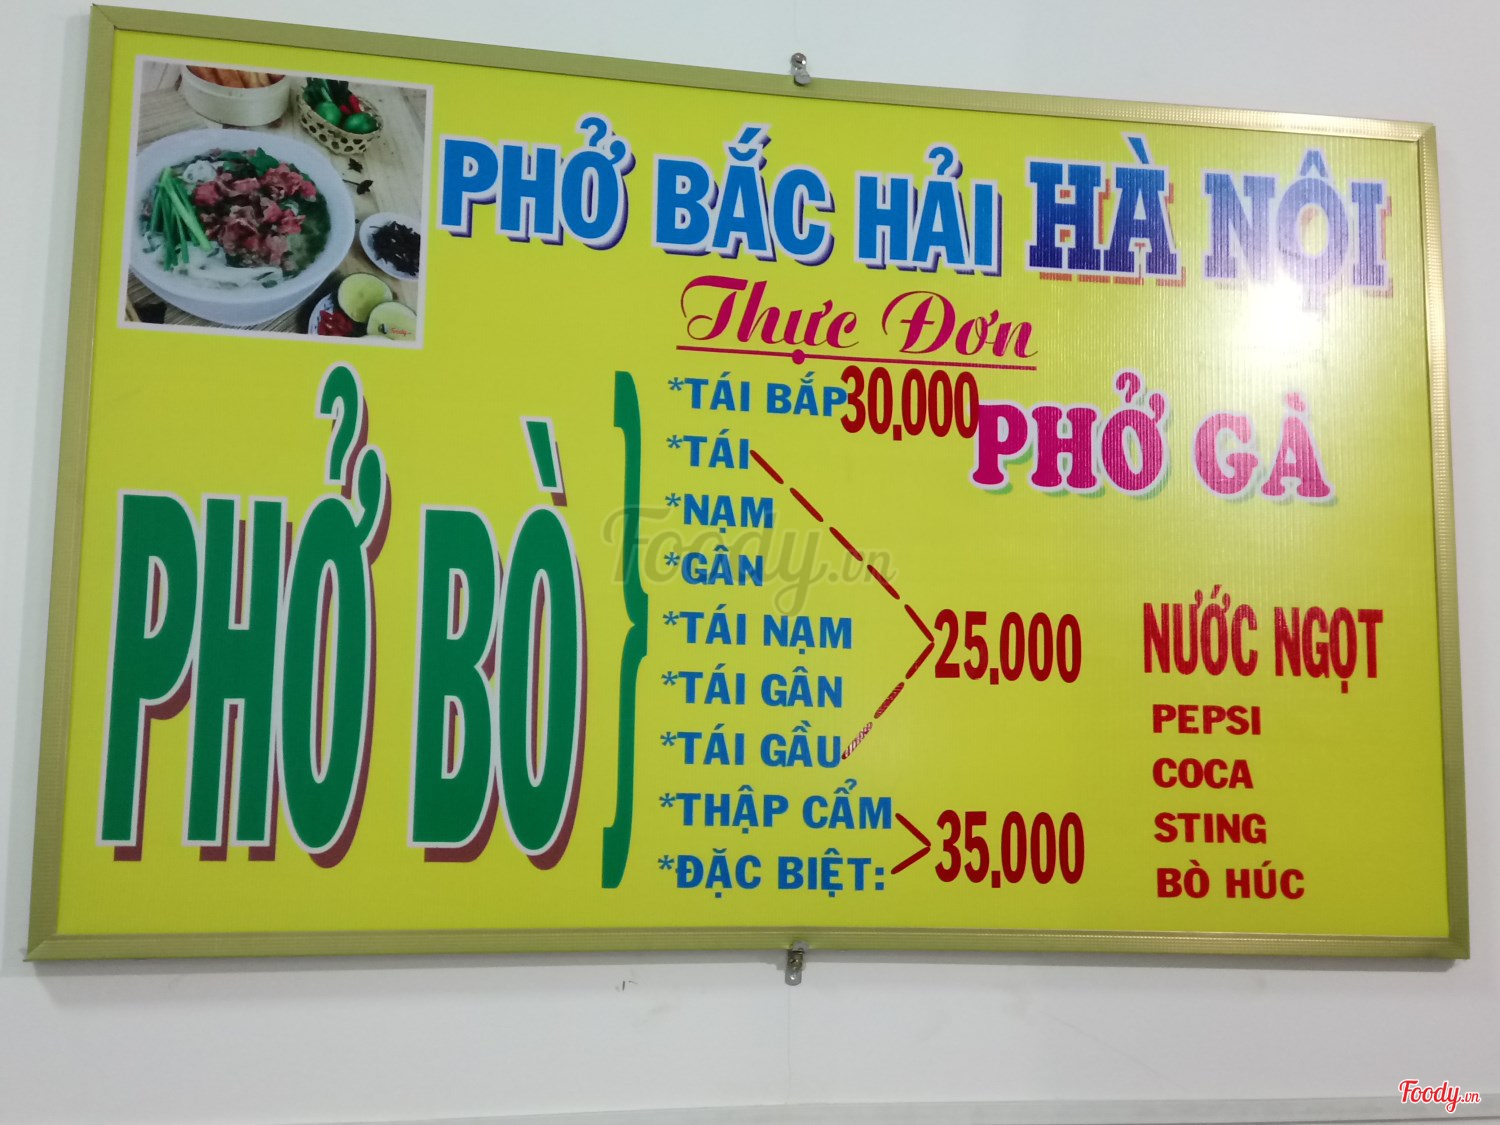 PHỞ BẮC HẢI HÀ NỘI
Thực Đơn
PHỞ BÒ
*TÁI BẮP 30.000
*TÁI
*NẠM
*GÂN
*TÁI NẠM
*TÁI GÂN
*TÁI GẦU
25.000
*THẬP CẨM
*ĐẶC BIỆT:
35.000
PHỞ GÀ
NƯỚC NGỌT
PEPSI
COCA
STING
BÒ HÚC
Foody.vn
Foody.vn